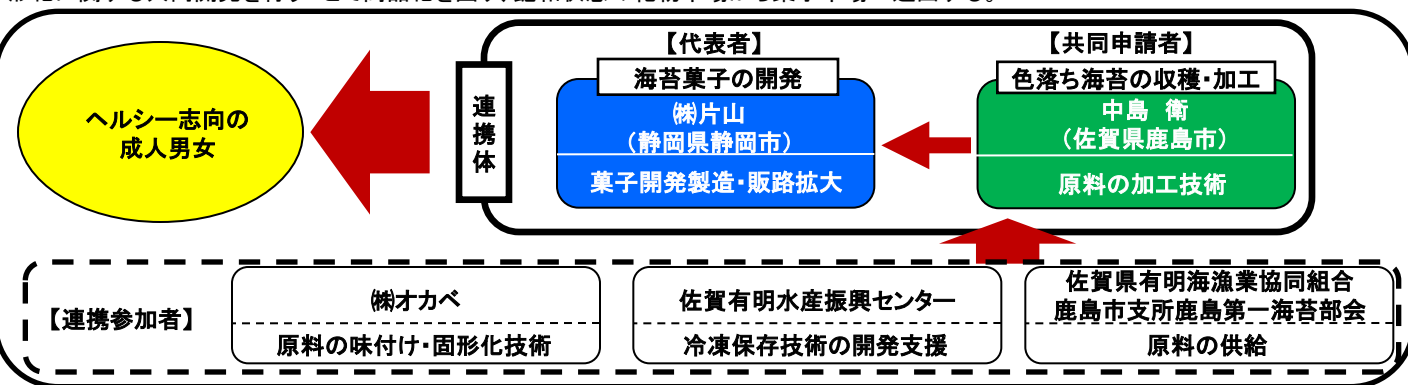 【代表者】
【共同申請者】
海苔菓子の開発
色落ち海苔の収穫・加工
ヘルシー志向の
成人男女
連携体
㈱片山
(静岡県静岡市)
菓子開発製造・販路拡大
中島 衛
(佐賀県鹿島市)
原料の加工技術
【連携参加者】
㈱オカベ
原料の味付け・固形化技術
佐賀有明水産振興センター
冷凍保存技術の開発支援
佐賀県有明海漁業協同組合
鹿島市支所鹿島第一海苔部会
原料の供給